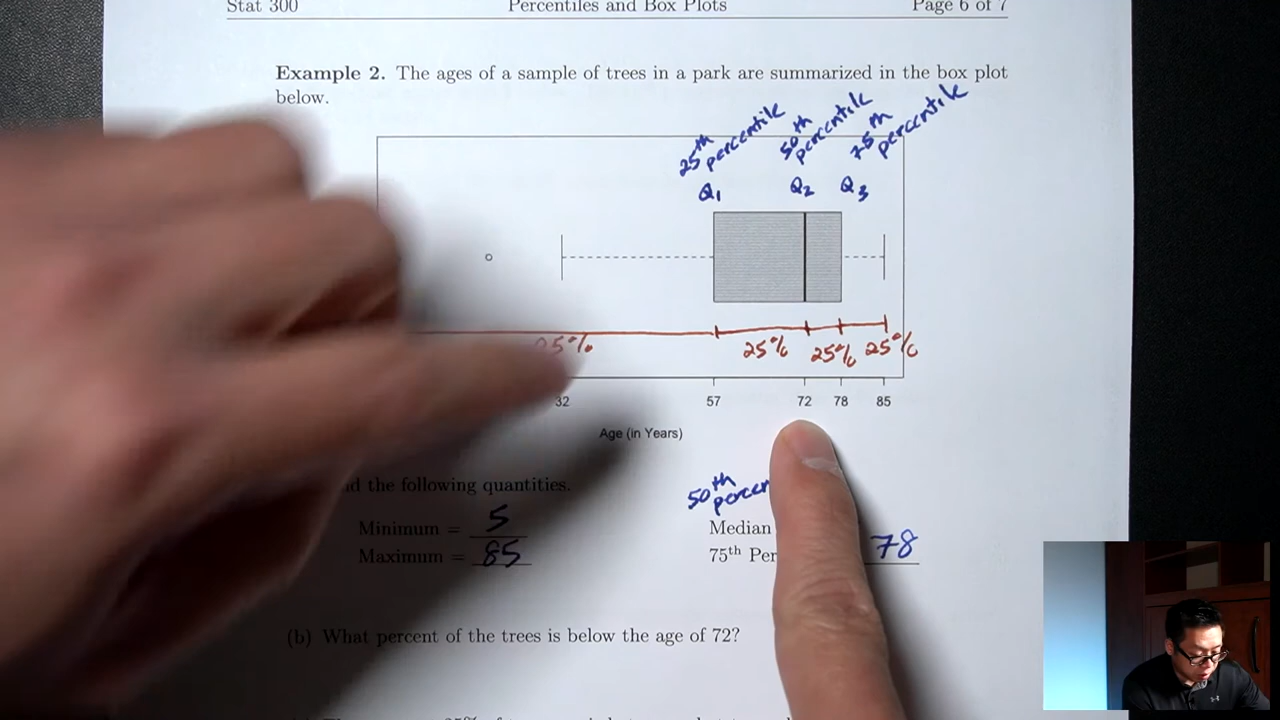 Stat 300 Percentiles and Box Plots Page 6 of 7
Example 2. The ages of a sample of trees in a park are summarized in the box plot
below.
25th percentile
50th percentile
75th percentile
Q1 Q2 Q3
25% 25% 25% 25%
32 57 72 78 85
Age (in Years)
the following quantities.
50th
Minimum = 5 Median
Maximum = 85 75th 78
(b) What percent of the trees is below the age of 72?